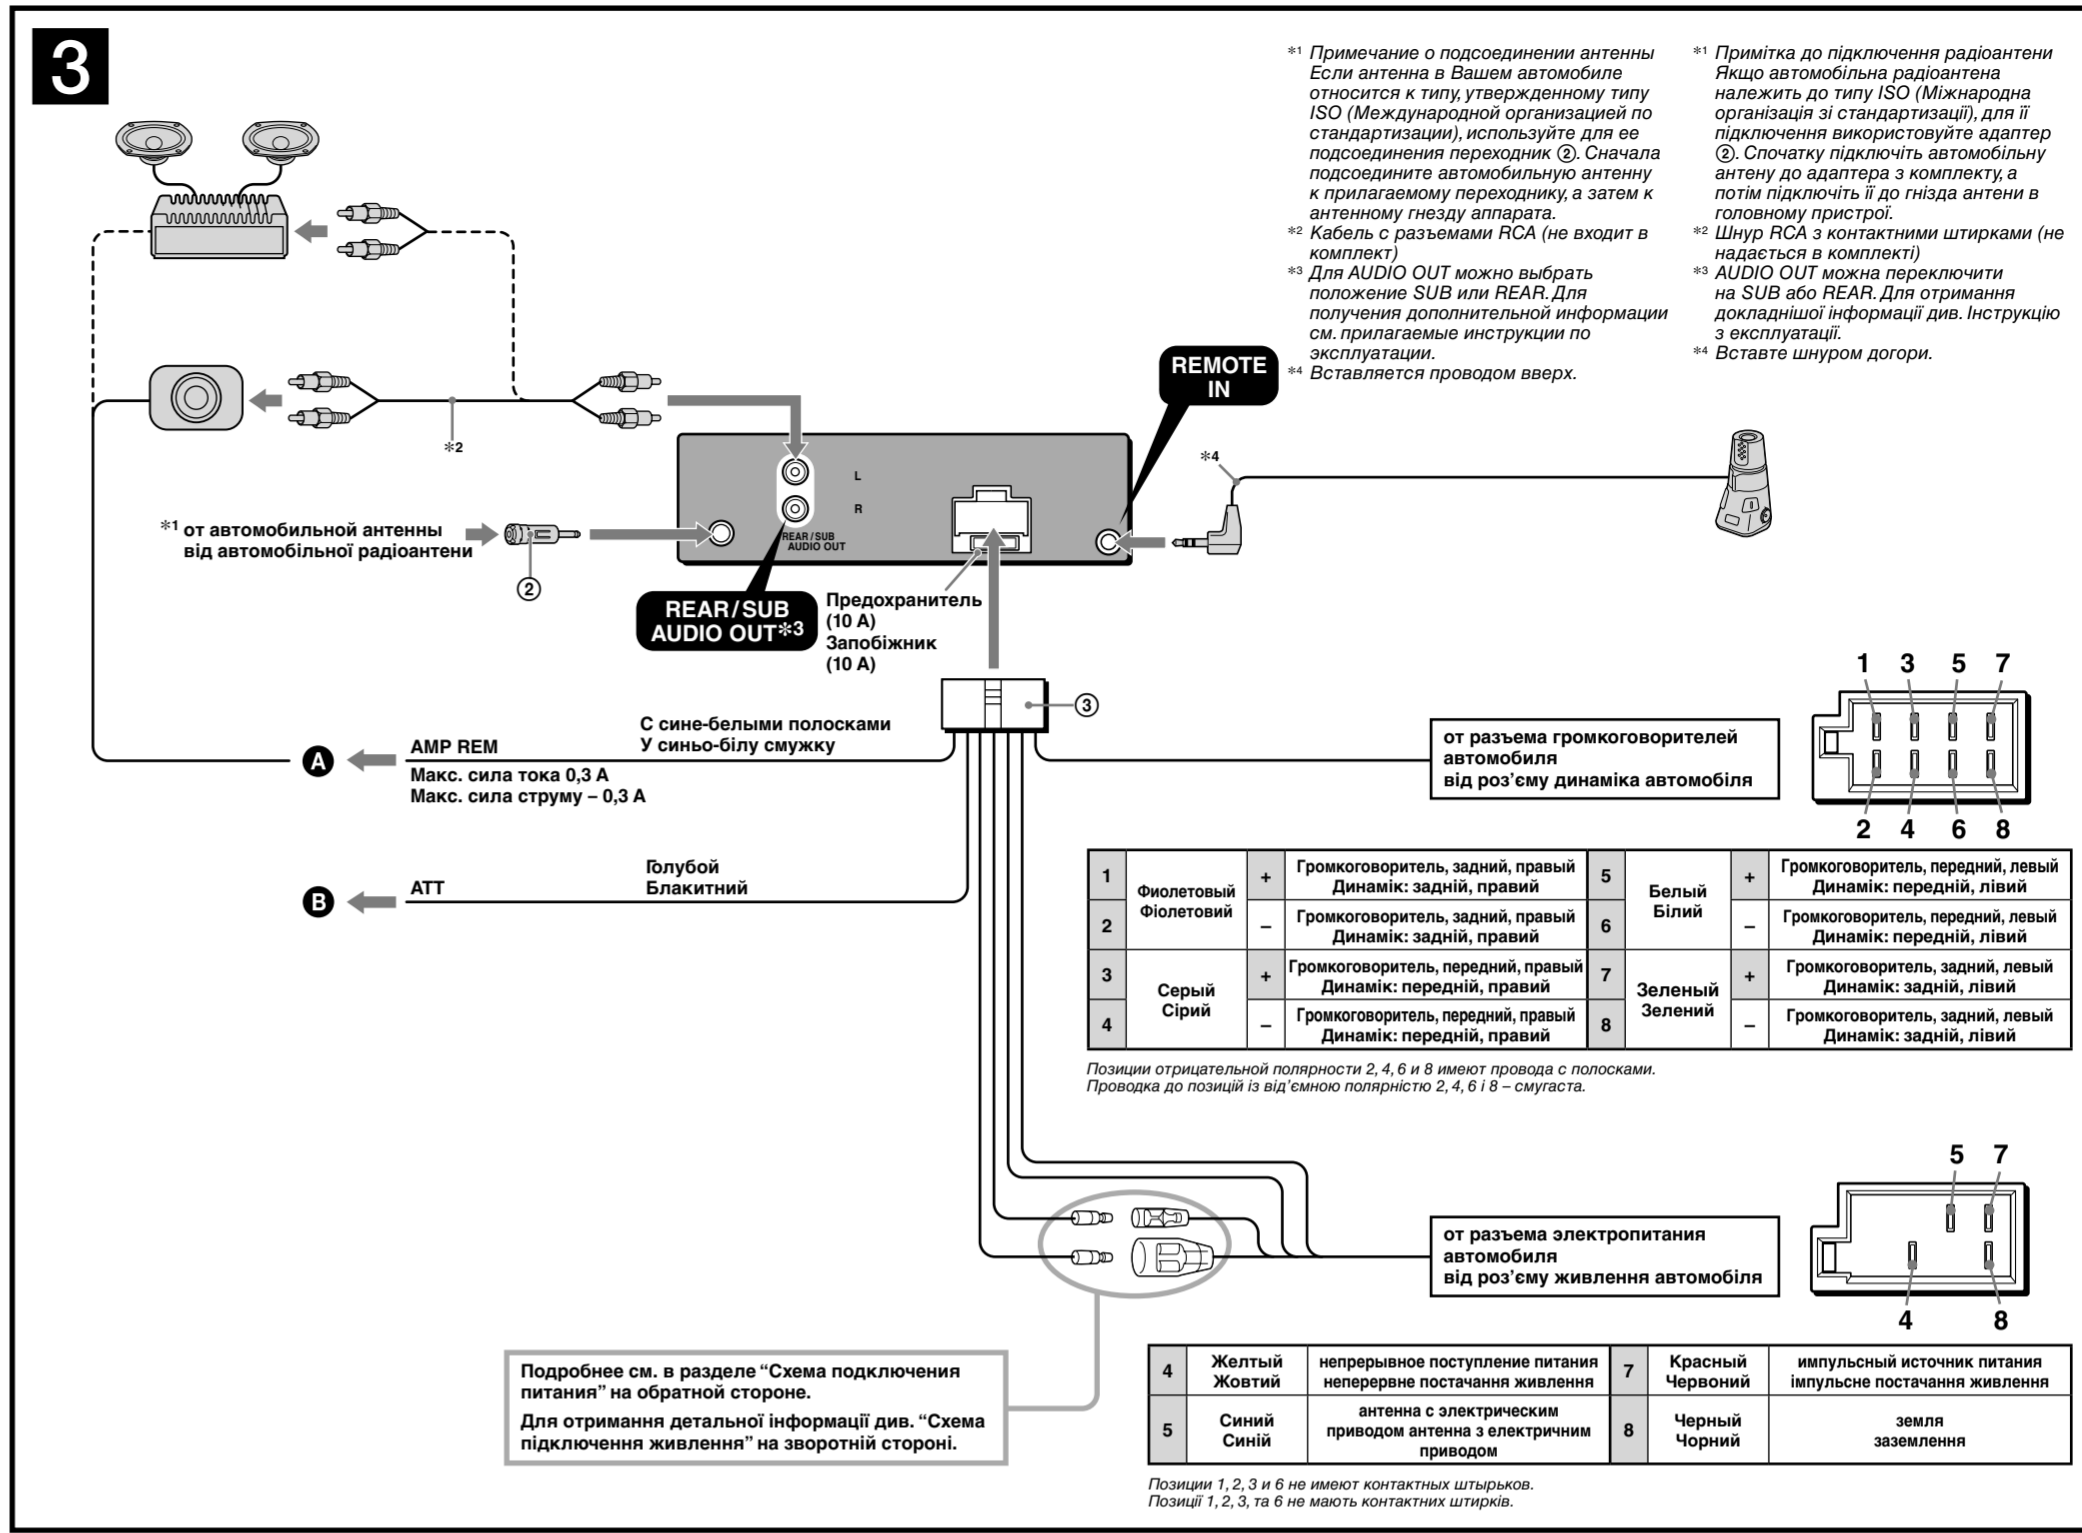 3
*1 Примечание о подсоединении антенны
Если антенна в Вашем автомобиле
относится к типу, утвержденному типу
ISO (Международной организацией по
стандартизации), используйте для ее
подсоединения переходник ②. Сначала
подсоедините автомобильную антенну
к прилагаемому переходнику, а затем к
антенному гнезду аппарата.
*2 Кабель с разъемами RCA (не входит в
комплект)
*3 Для AUDIO OUT можно выбрать
положение SUB или REAR. Для
получения дополнительной информации
см. прилагаемые инструкции по
эксплуатации.
*4 Вставляется проводом вверх.
*1 Примітка до підключення радіоантени
Якщо автомобільна радіоантена
належить до типу ISO (Міжнародна
організація зі стандартизації), для її
підключення використовуйте адаптер
②. Спочатку підключіть автомобільну
антену до адаптера з комплекту, а
потім підключіть її до гнізда антени в
головному пристрої.
*2 Шнур RCA з контактними штирками (не
надається в комплекті)
*3 AUDIO OUT можна переключити
на SUB або REAR. Для отримання
докладнішої інформації див. Інструкцію
з експлуатації.
*4 Вставте шнуром догори.
REMOTE
IN
*2
*4
L
R
REAR/SUB
AUDIO OUT
*1 от автомобильной антенны
від автомобільної радіоантени
②
REAR/SUB
AUDIO OUT*3
Предохранитель
(10 A)
Запобіжник
(10 A)
③
A
AMP REM
С сине-белыми полосками
У синьо-білу смужку
Макс. сила тока 0,3 A
Макс. сила струму – 0,3 A
B
ATT
Голубой
Блакитний
от разъема громкоговорителей
автомобиля
від роз’єму динаміка автомобіля
1 3 5 7
2 4 6 8
1 Фиолетовый + Громкоговоритель, задний, правый 5 Белый + Громкоговоритель, передний, левый
Фіолетовий Динамік: задній, правий Білий Динамік: передній, лівий
2 – Громкоговоритель, задний, правый 6 – Громкоговоритель, передний, левый
Динамік: задній, правий Динамік: передній, лівий
3 Серый + Громкоговоритель, передний, правый 7 Зеленый + Громкоговоритель, задний, левый
Сірий Динамік: передній, правий Зелений Динамік: задній, лівий
4 – Громкоговоритель, передний, правый 8 – Громкоговоритель, задний, левый
Динамік: передній, правий Динамік: задній, лівий
Позиции отрицательной полярности 2, 4, 6 и 8 имеют провода с полосками.
Проводка до позицій із від’ємною полярністю 2, 4, 6 і 8 – смугаста.
от разъема электропитания
автомобиля
від роз’єму живлення автомобіля
5 7
4 8
Подробнее см. в разделе “Схема подключения
питания” на обратной стороне.
Для отримання детальної інформації див. “Схема
підключення живлення” на зворотній стороні.
4 Желтый непрерывное поступление питания 7 Красный импульсный источник питания
Жовтий неперервне постачання живлення Червоний імпульсне постачання живлення
5 Синий антенна с электрическим 8 Черный земля
Синій приводом антенна з електричним Чорний заземлення
приводом
Позиции 1, 2, 3 и 6 не имеют контактных штырьков.
Позиції 1, 2, 3, та 6 не мають контактних штирків.